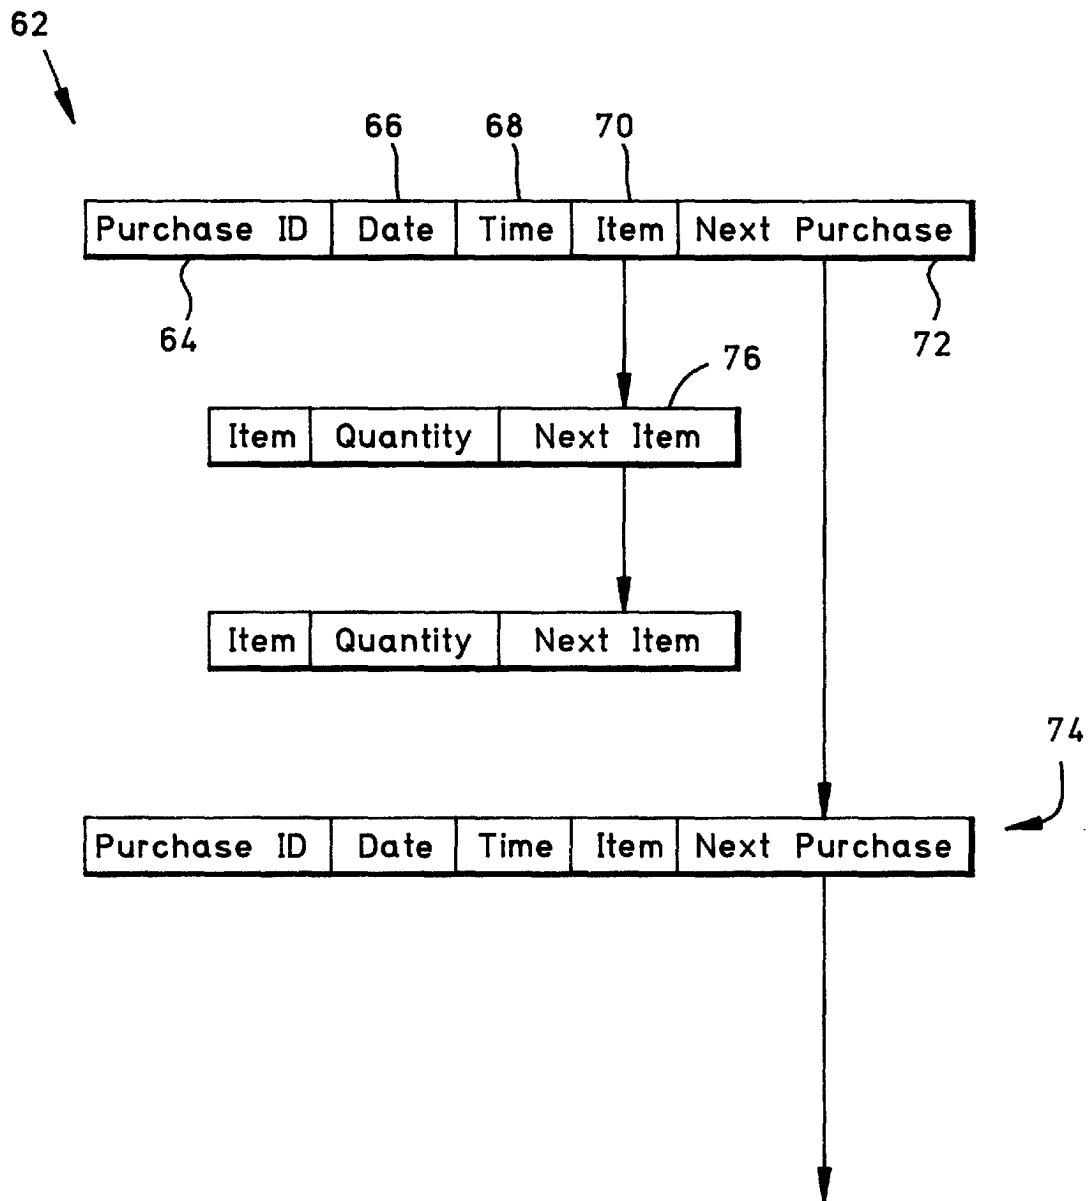 62
66 68 70
Purchase ID Date Time Item Next Purchase
64 72
76
Item Quantity Next Item
Item Quantity Next Item
74
Purchase ID Date Time Item Next Purchase